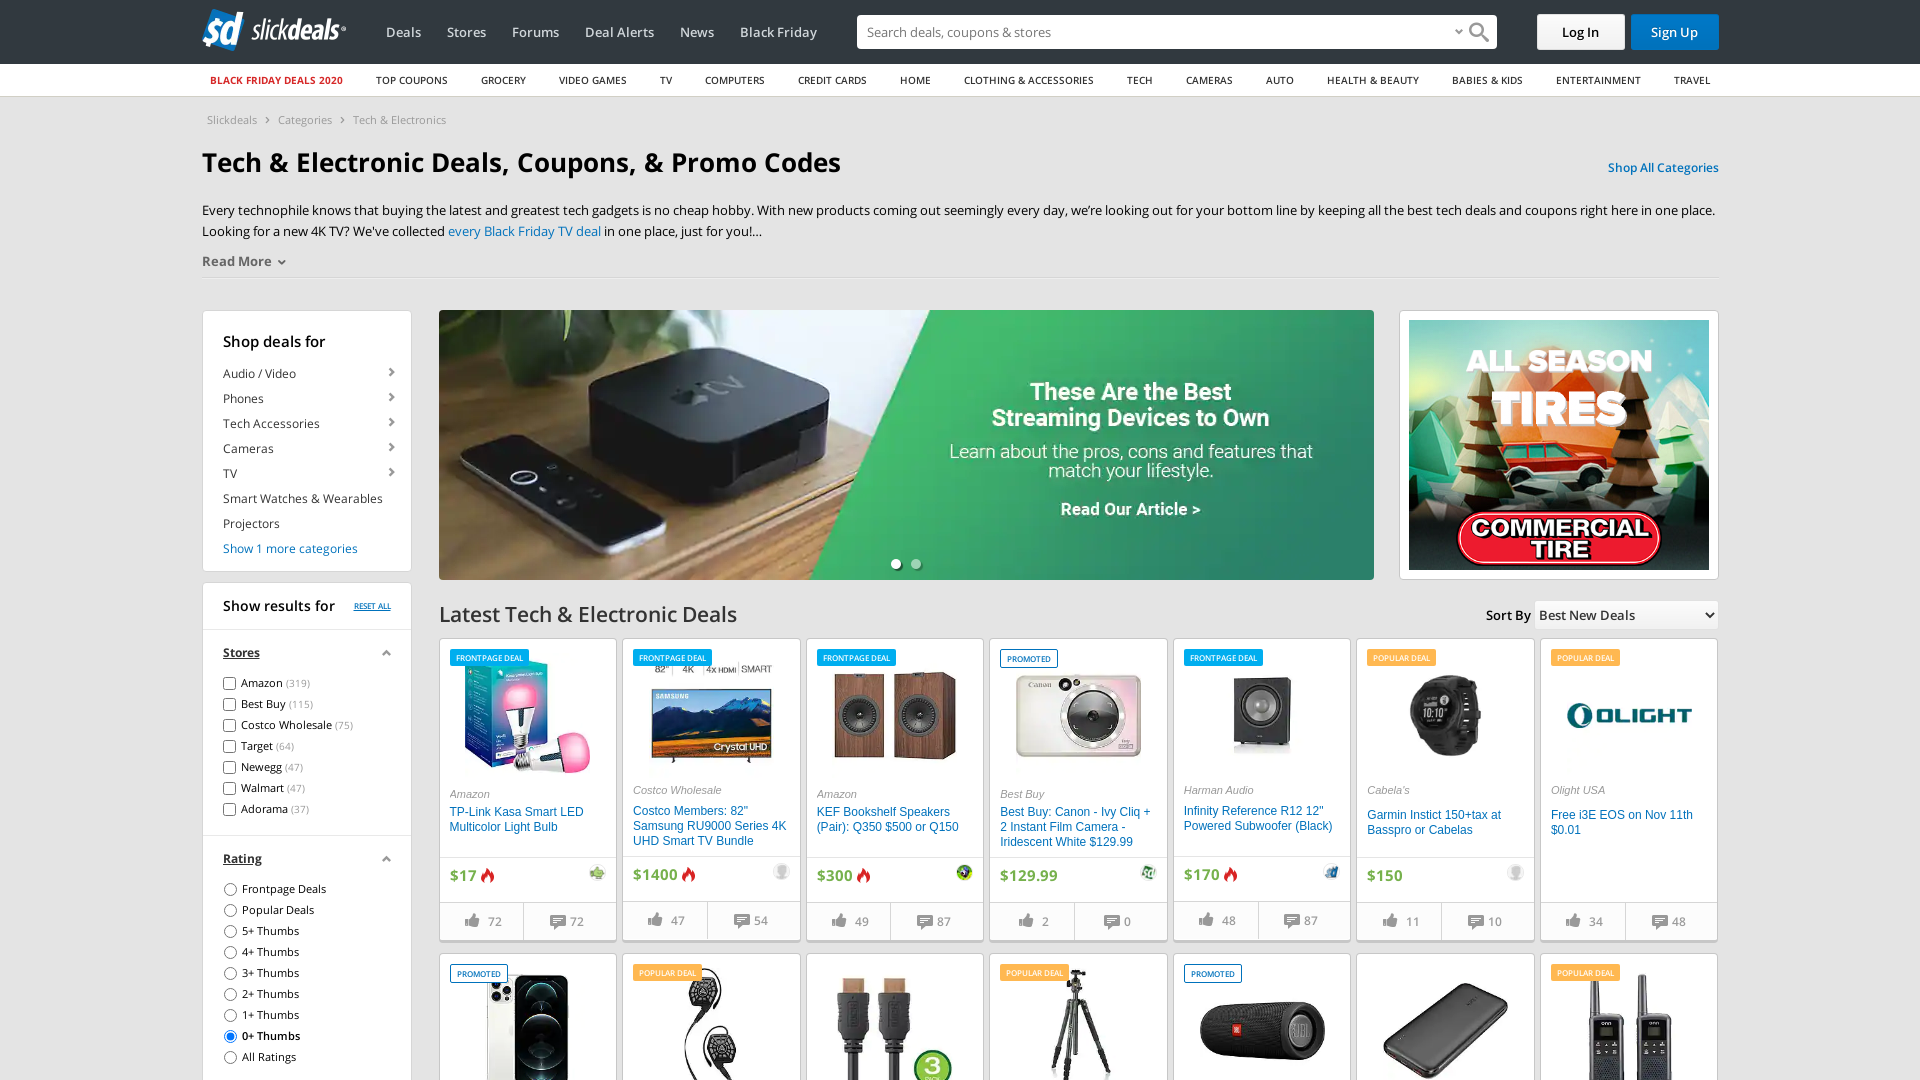 slickdeals
Deals
Stores
Forums
Deal Alerts
News
Black Friday
Search deals, coupons & stores
Log In
Sign Up
BLACK FRIDAY DEALS 2020
TOP COUPONS
GROCERY
VIDEO GAMES
TV
COMPUTERS
CREDIT CARDS
HOME
CLOTHING & ACCESSORIES
TECH
CAMERAS
AUTO
HEALTH & BEAUTY
BABIES & KIDS
ENTERTAINMENT
TRAVEL
Slickdeals
Categories
Tech & Electronics
Tech & Electronic Deals, Coupons, & Promo Codes
Shop All Categories
Every technophile knows that buying the latest and greatest tech gadgets is no cheap hobby. With new products coming out seemingly every day, we’re looking out for your bottom line by keeping all the best tech deals and coupons right here in one place.
Looking for a new 4K TV? We've collected every Black Friday TV deal in one place, just for you!...
Read More
Shop deals for
Audio / Video
Phones
Tech Accessories
Cameras
TV
Smart Watches & Wearables
Projectors
Show 1 more categories
Show results for
RESET ALL
Stores
Amazon (319)
Best Buy (115)
Costco Wholesale (75)
Target (64)
Newegg (47)
Walmart (47)
Adorama (37)
Rating
Frontpage Deals
Popular Deals
5+ Thumbs
4+ Thumbs
3+ Thumbs
2+ Thumbs
1+ Thumbs
0+ Thumbs
All Ratings
These Are the Best
Streaming Devices to Own
Learn about the pros, cons and features that
match your lifestyle.
Read Our Article >
ALL SEASON
TIRES
COMMERCIAL
TIRE
Latest Tech & Electronic Deals
Sort By
Best New Deals
FRONTPAGE DEAL
Amazon
TP-Link Kasa Smart LED
Multicolor Light Bulb
$17
72
72
FRONTPAGE DEAL
82" 4K 4X HDMI SMART
SAMSUNG
Crystal UHD
Costco Wholesale
Costco Members: 82"
Samsung RU9000 Series 4K
UHD Smart TV Bundle
$1400
47
54
FRONTPAGE DEAL
Amazon
KEF Bookshelf Speakers
(Pair): Q350 $500 or Q150
$300
49
87
PROMOTED
Canon
Best Buy
Best Buy: Canon - Ivy Cliq +
2 Instant Film Camera -
Iridescent White $129.99
$129.99
2
0
FRONTPAGE DEAL
Harman Audio
Infinity Reference R12 12"
Powered Subwoofer (Black)
$170
48
87
POPULAR DEAL
10:10
Cabela's
Garmin Instict 150+tax at
Basspro or Cabelas
$150
11
10
POPULAR DEAL
OLIGHT
Olight USA
Free i3E EOS on Nov 11th
$0.01
34
48
PROMOTED
POPULAR DEAL
3
POPULAR DEAL
PROMOTED
JBL
POPULAR DEAL
onn
onn